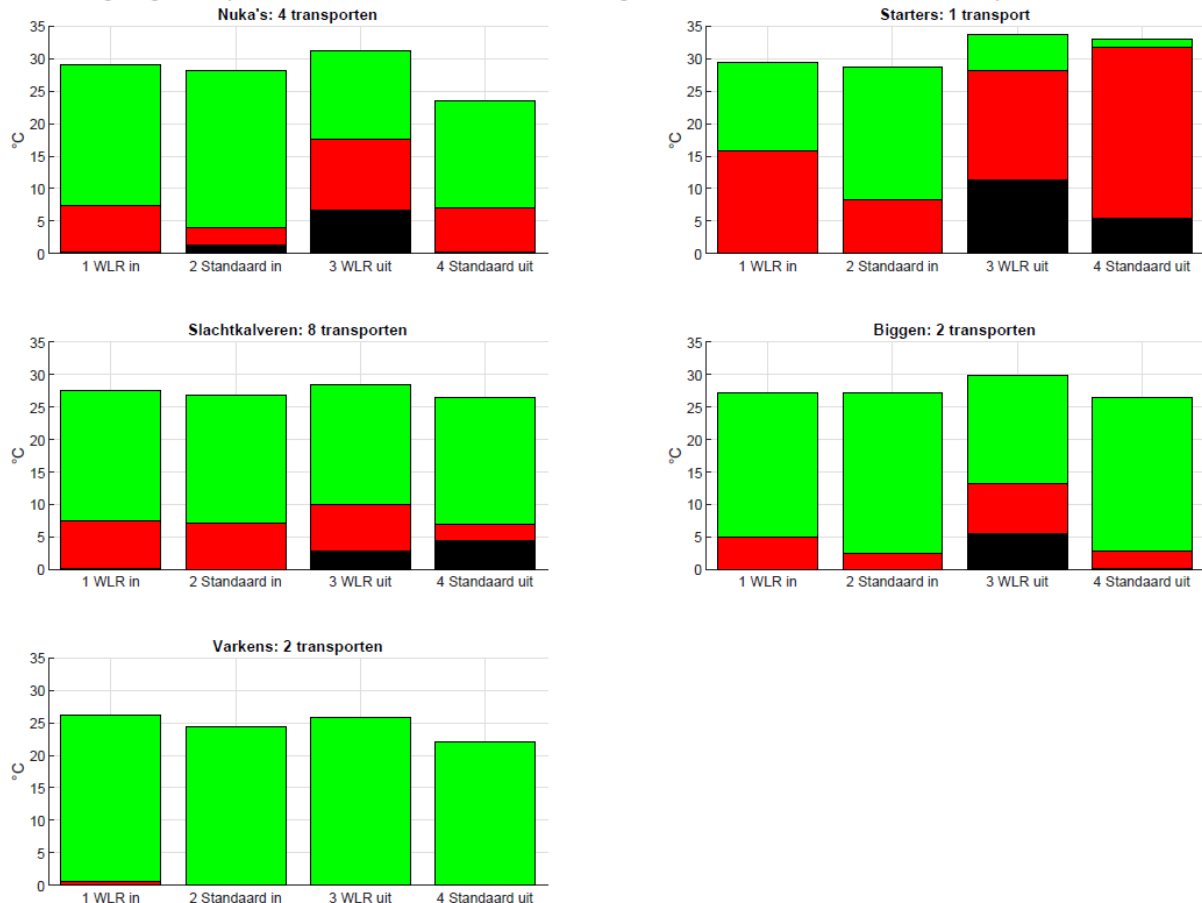 Nuka's: 4 transporten
35
30
25
20
15
10
5
0
°C
1 WLR in
2 Standaard in
3 WLR uit
4 Standaard uit
Starters: 1 transport
35
30
25
20
15
10
5
0
°C
1 WLR in
2 Standaard in
3 WLR uit
4 Standaard uit
Slachtkalveren: 8 transporten
35
30
25
20
15
10
5
0
°C
1 WLR in
2 Standaard in
3 WLR uit
4 Standaard uit
Biggen: 2 transporten
35
30
25
20
15
10
5
0
°C
1 WLR in
2 Standaard in
3 WLR uit
4 Standaard uit
Varkens: 2 transporten
35
30
25
20
15
10
5
0
°C
1 WLR in
2 Standaard in
3 WLR uit
4 Standaard uit